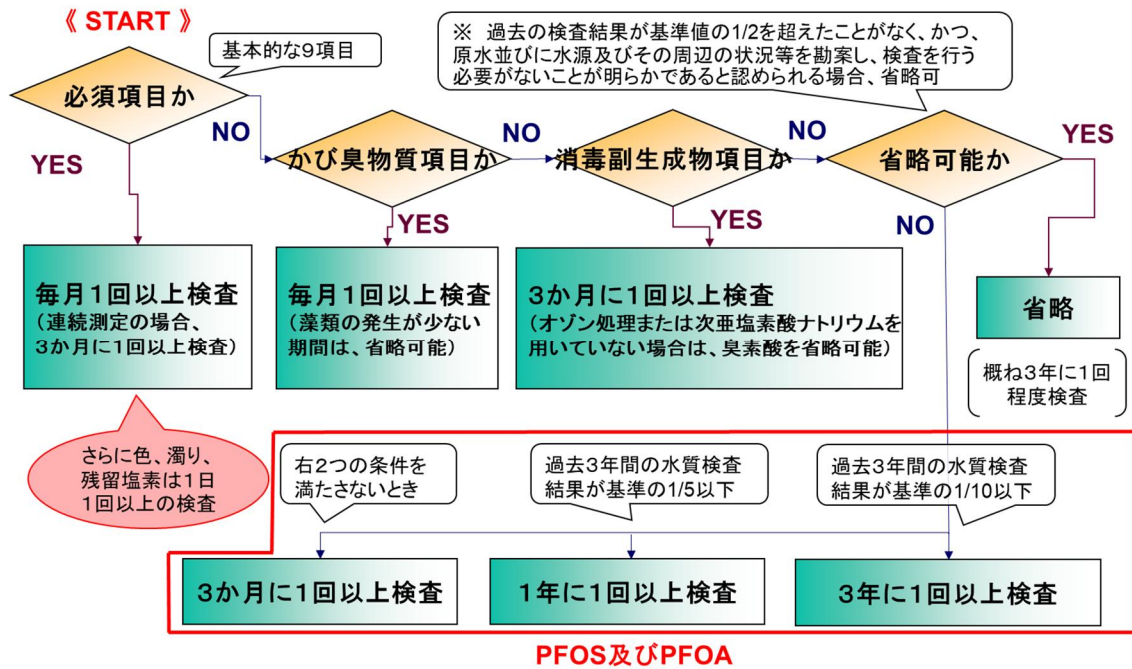 《 START 》
基本的な9項目
※ 過去の検査結果が基準値の1/2を超えたことがなく、かつ、
原水並びに水源及びその周辺の状況等を勘案し、検査を行う
必要がないことが明らかであると認められる場合、省略可
必須項目か
NO
かび臭物質項目か
NO
消毒副生成物項目か
NO
省略可能か
YES
YES
YES
YES
NO
毎月1回以上検査
(連続測定の場合、
3か月に1回以上検査)
毎月1回以上検査
(藻類の発生が少ない
期間は、省略可能)
3か月に1回以上検査
(オゾン処理または次亜塩素酸ナトリウムを
用いていない場合は、臭素酸を省略可能)
省略
概ね3年に1回
程度検査
さらに色、濁り、
残留塩素は1日
1回以上の検査
右2つの条件を
満たさないとき
過去3年間の水質検査
結果が基準の1/5以下
過去3年間の水質検査
結果が基準の1/10以下
3か月に1回以上検査
1年に1回以上検査
3年に1回以上検査
PFOS及びPFOA